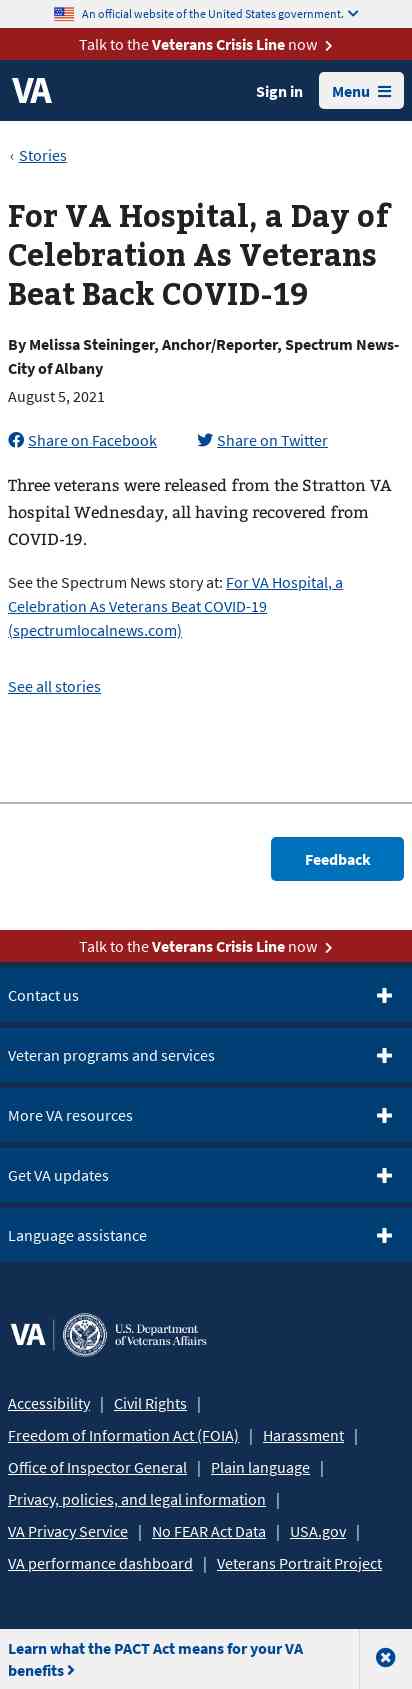 An official website of the United States government.
Talk to the Veterans Crisis Line now
VA
Sign in
Menu
‹ Stories
For VA Hospital, a Day of
Celebration As Veterans
Beat Back COVID-19
By Melissa Steininger, Anchor/Reporter, Spectrum News-
City of Albany
August 5, 2021
Share on Facebook
Share on Twitter
Three veterans were released from the Stratton VA
hospital Wednesday, all having recovered from
COVID-19.
See the Spectrum News story at: For VA Hospital, a
Celebration As Veterans Beat COVID-19
(spectrumlocalnews.com)
See all stories
Feedback
Talk to the Veterans Crisis Line now
Contact us
Veteran programs and services
More VA resources
Get VA updates
Language assistance
VA | U.S. Department
of Veterans Affairs
Accessibility | Civil Rights |
Freedom of Information Act (FOIA) | Harassment |
Office of Inspector General | Plain language |
Privacy, policies, and legal information |
VA Privacy Service | No FEAR Act Data | USA.gov |
VA performance dashboard | Veterans Portrait Project
Learn what the PACT Act means for your VA
benefits